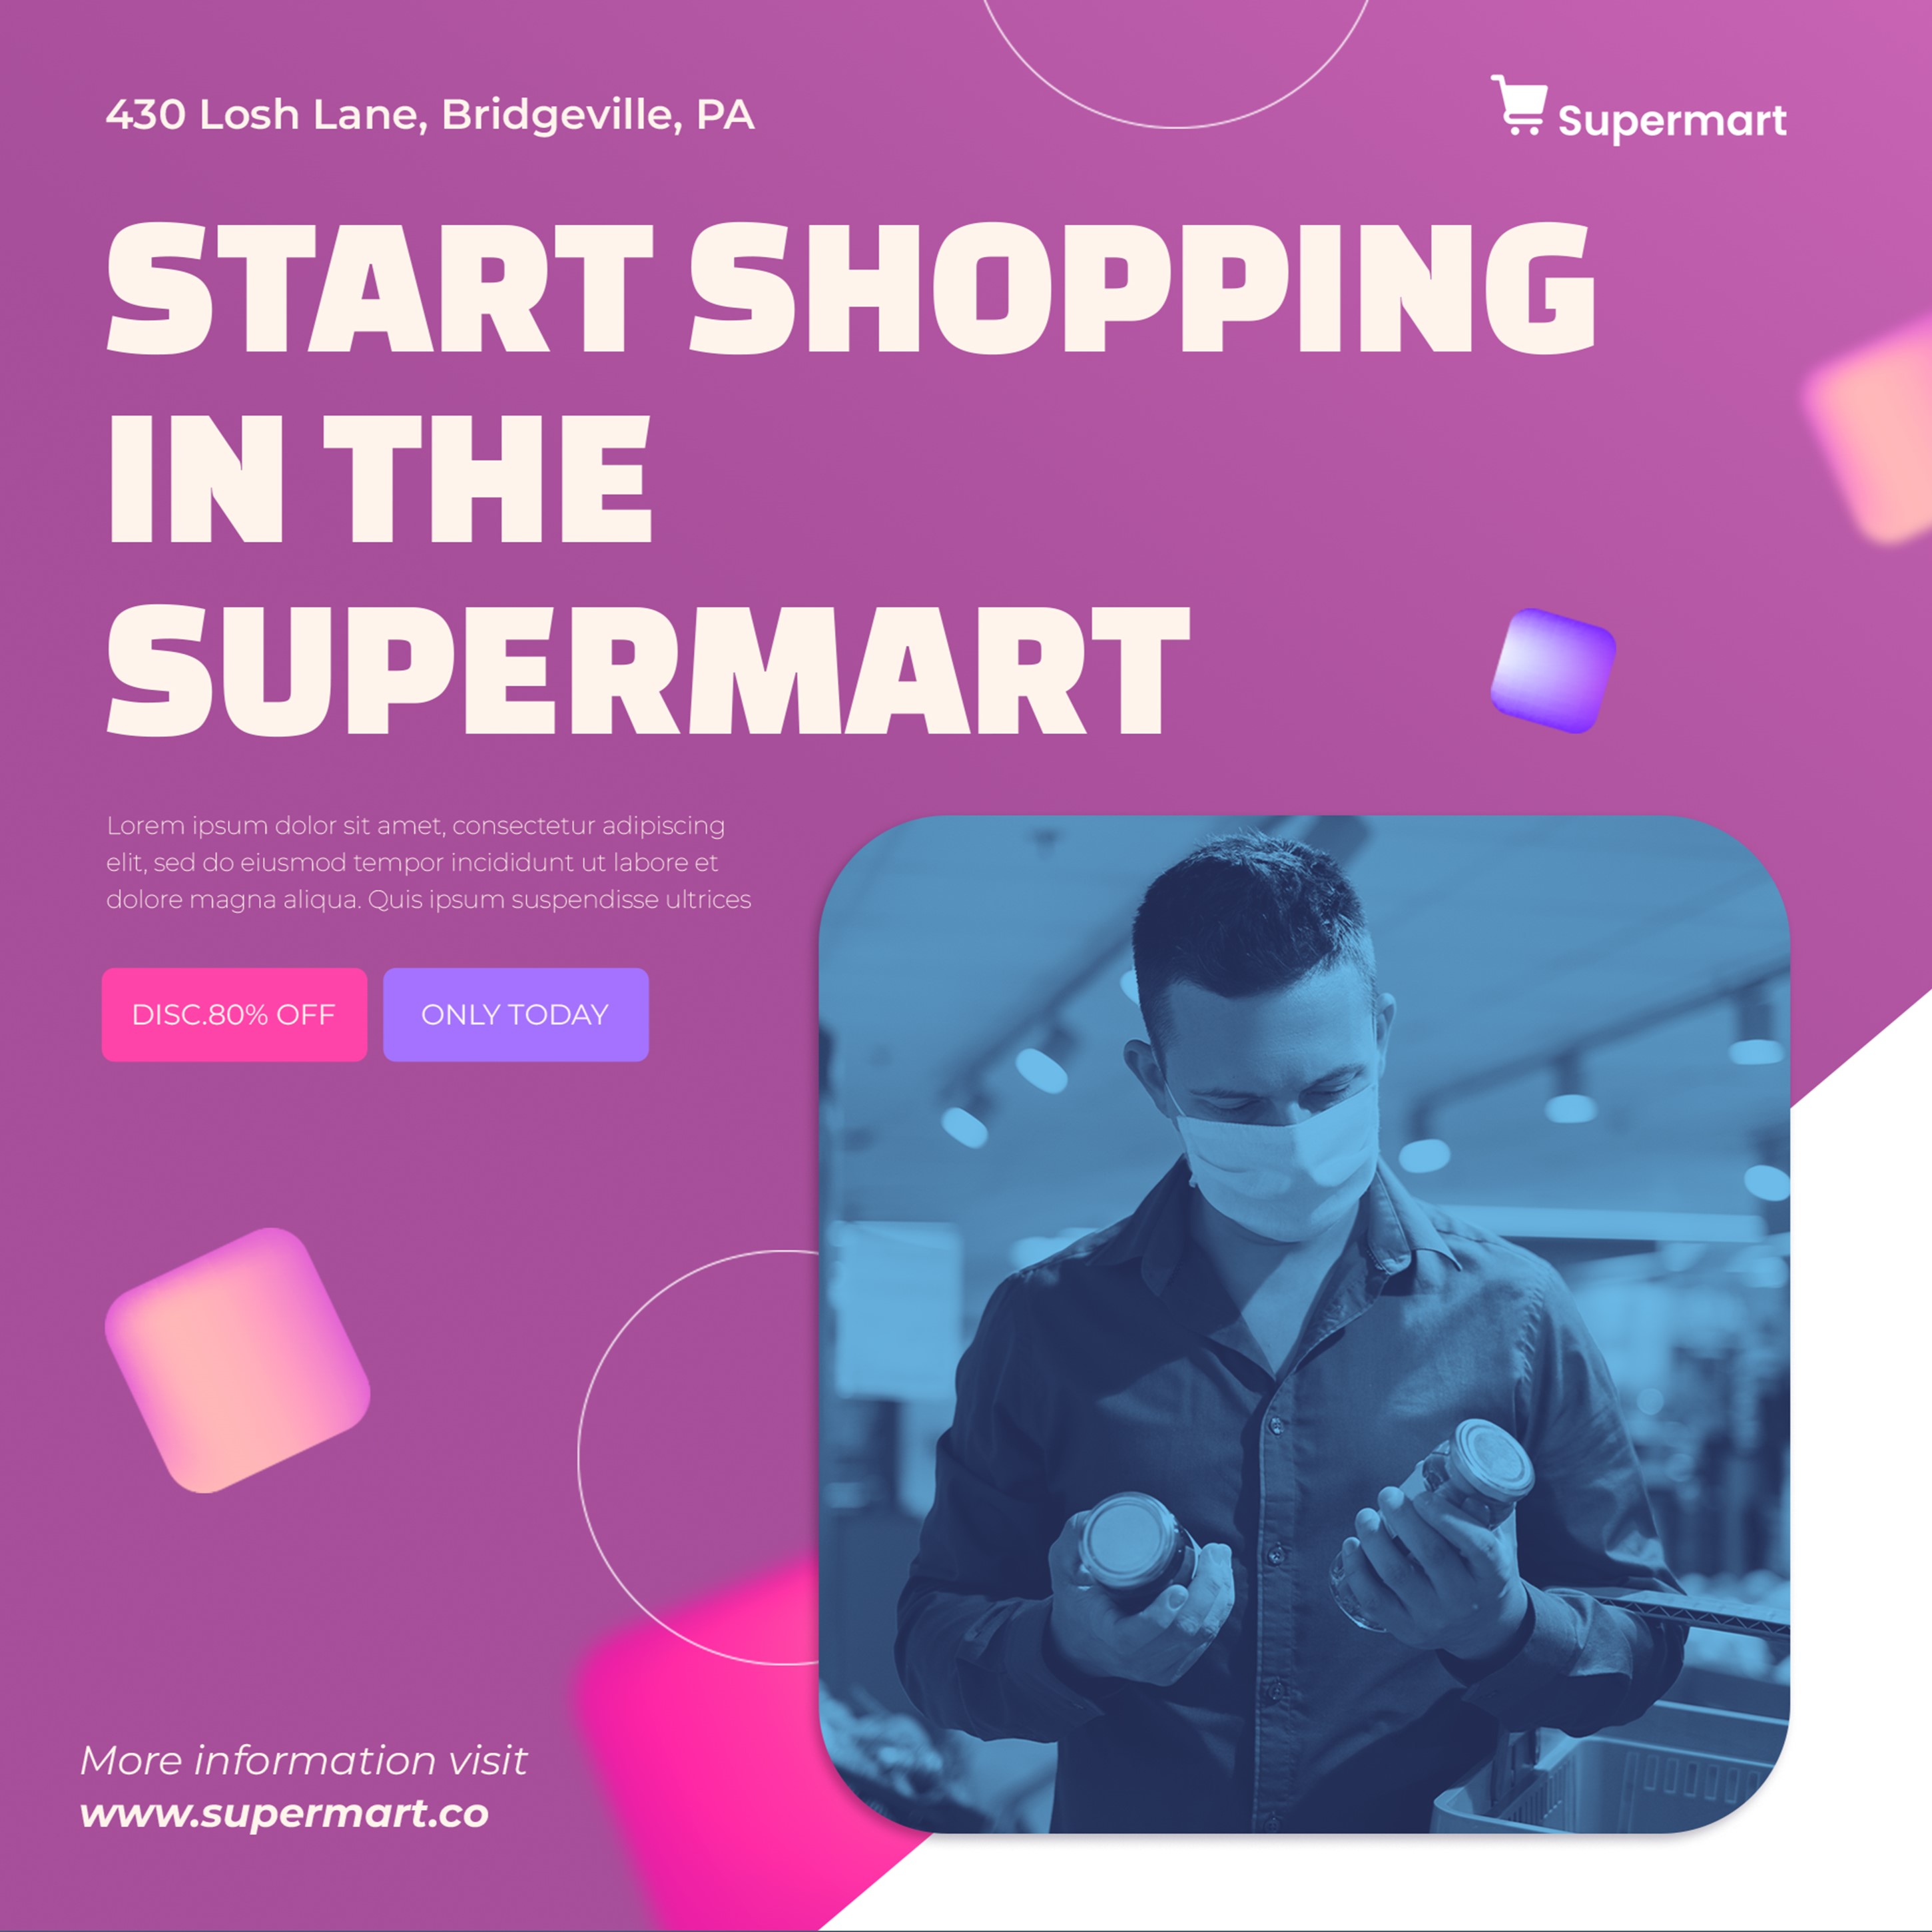 430 Losh Lane, Bridgeville, PA
Supermart
START SHOPPING
IN THE
SUPERMART
Lorem ipsum dolor sit amet, consectetur adipiscing
elit, sed do eiusmod tempor incididunt ut labore et
dolore magna aliqua. Quis ipsum suspendisse ultrices
DISC.80% OFF
ONLY TODAY
More information visit
www.supermart.co